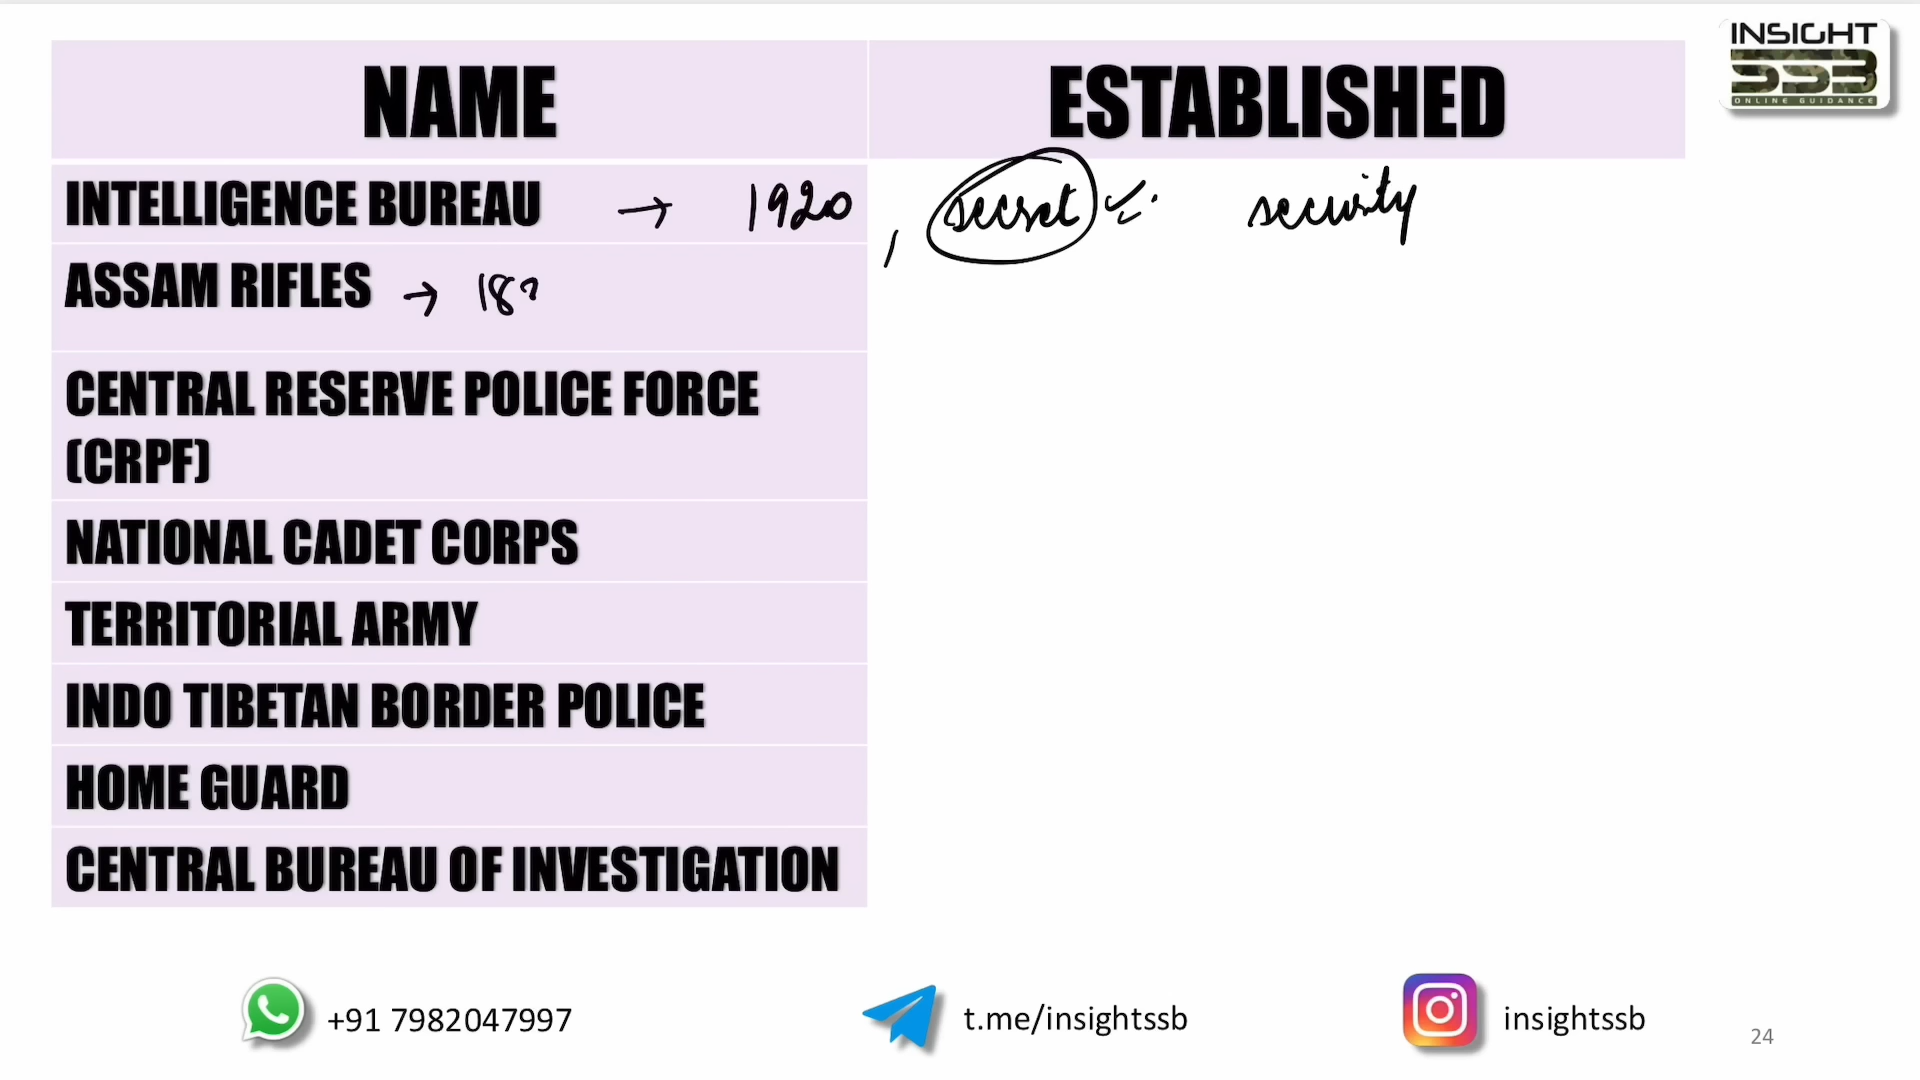 INSIGHT
SSB
ONLINE GUIDANCE
NAME ESTABLISHED
INTELLIGENCE BUREAU → 1920 , secret security
ASSAM RIFLES → 18
CENTRAL RESERVE POLICE FORCE
(CRPF)
NATIONAL CADET CORPS
TERRITORIAL ARMY
INDO TIBETAN BORDER POLICE
HOME GUARD
CENTRAL BUREAU OF INVESTIGATION
+91 7982047997 t.me/insightssb insightssb 24